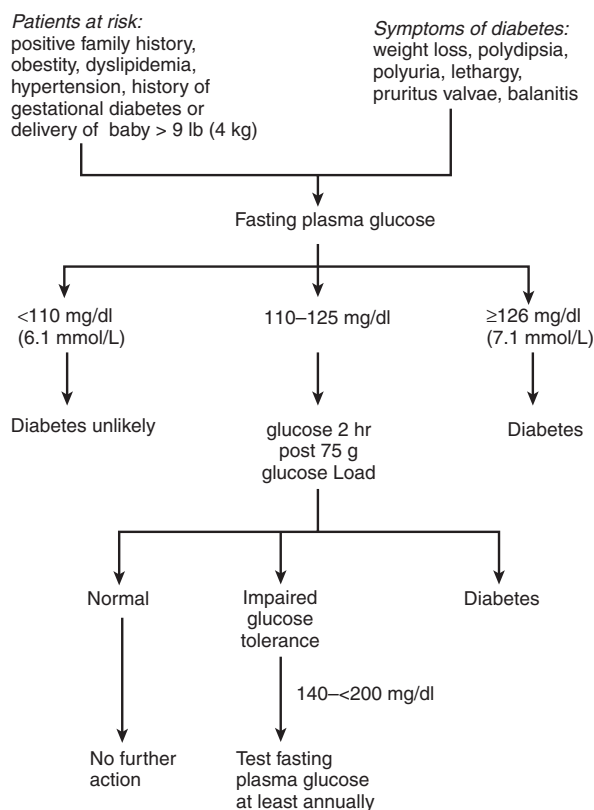 Patients at risk:
positive family history,
obestity, dyslipidemia,
hypertension, history of
gestational diabetes or
delivery of baby > 9 lb (4 kg)
Symptoms of diabetes:
weight loss, polydipsia,
polyuria, lethargy,
pruritus valvae, balanitis
Fasting plasma glucose
<110 mg/dl
(6.1 mmol/L)
110–125 mg/dl
≥126 mg/dl
(7.1 mmol/L)
Diabetes unlikely
glucose 2 hr
post 75 g
glucose Load
Diabetes
Normal
Impaired
glucose
tolerance
Diabetes
140–<200 mg/dl
No further
action
Test fasting
plasma glucose
at least annually